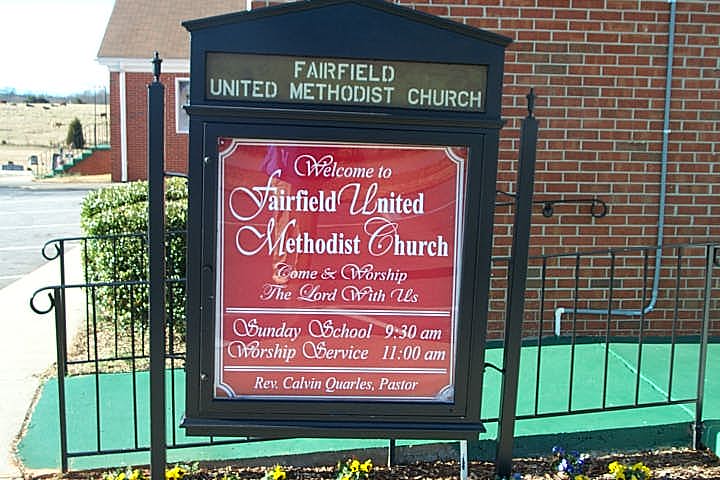 FAIRFIELD
UNITED METHODIST CHURCH
Welcome to
Fairfield United
Methodist Church
Come & Worship
The Lord With Us
Sunday School 9:30 am
Worship Service 11:00 am
Rev. Calvin Quarles, Pastor